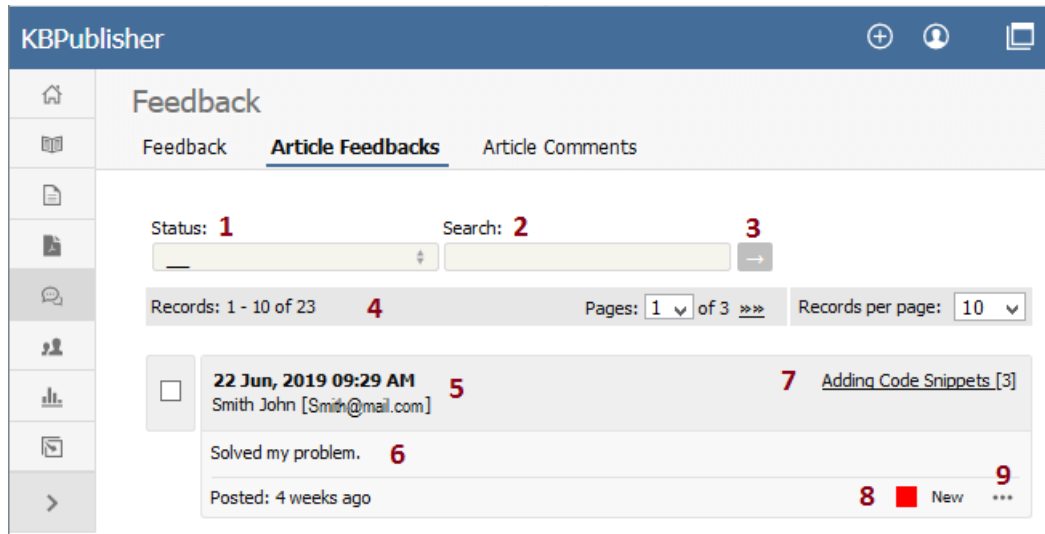 KBPublisher
Feedback
Feedback Article Feedbacks Article Comments
Status: 1 Search: 2 3
__ →
Records: 1 - 10 of 23 4 Pages: 1 of 3 »» Records per page: 10
22 Jun, 2019 09:29 AM 5 7 Adding Code Snippets [3]
Smith John [Smith@mail.com]
Solved my problem. 6
9
Posted: 4 weeks ago 8 New ...